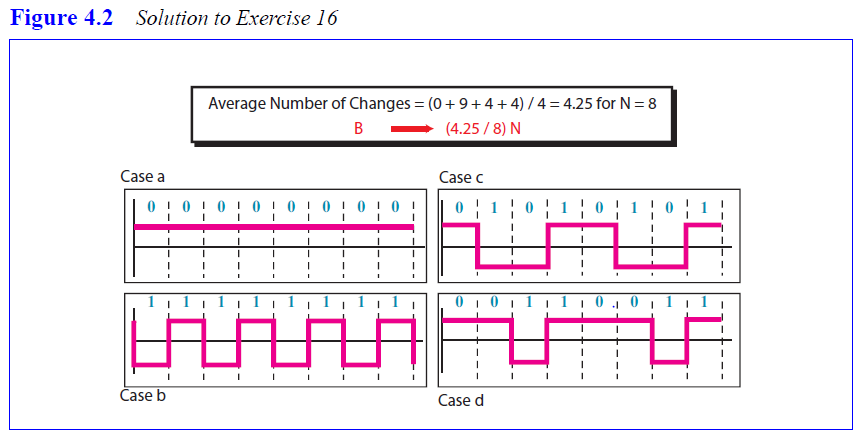 Figure 4.2 Solution to Exercise 16
Average Number of Changes = (0 + 9 + 4 + 4) / 4 = 4.25 for N = 8
B (4.25 / 8) N
Case a
0 0 0 0 0 0 0 0
Case c
0 1 0 1 0 1 0 1
1 1 1 1 1 1 1 1
Case b
0 0 1 1 0 0 1 1
Case d